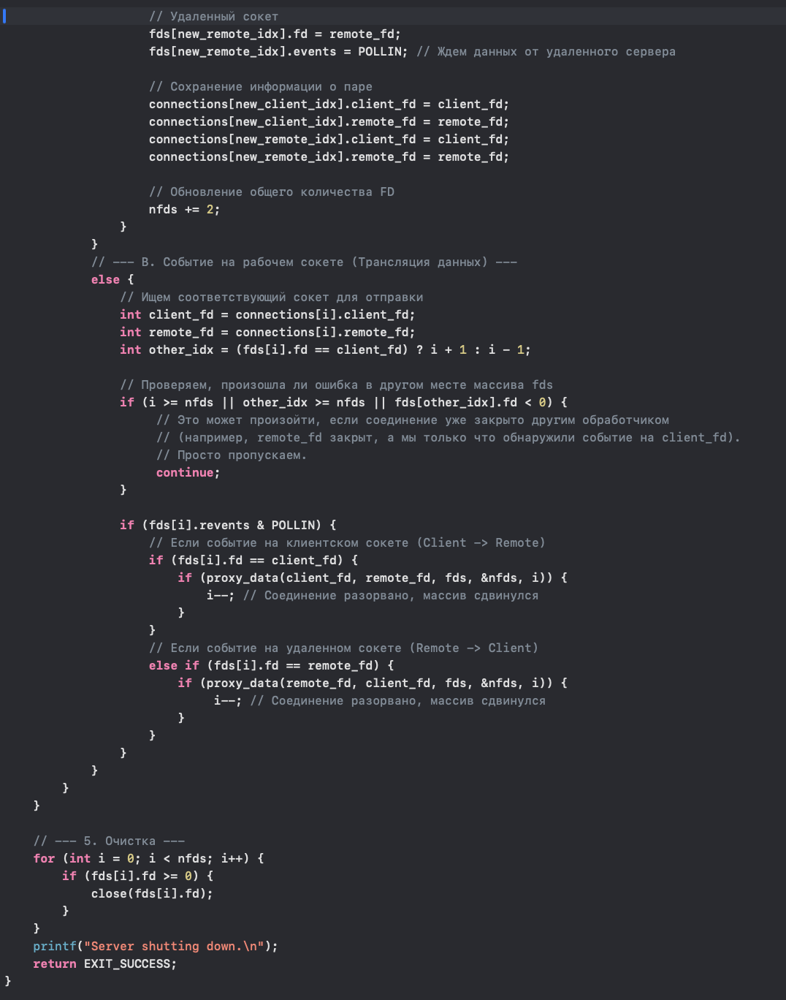 // Удаленный сокет
fds[new_remote_idx].fd = remote_fd;
fds[new_remote_idx].events = POLLIN; // Ждем данных от удаленного сервера
// Сохранение информации о паре
connections[new_client_idx].client_fd = client_fd;
connections[new_client_idx].remote_fd = remote_fd;
connections[new_remote_idx].client_fd = client_fd;
connections[new_remote_idx].remote_fd = remote_fd;
// Обновление общего количества FD
nfds += 2;
}
}
// --- B. Событие на рабочем сокете (Трансляция данных) ---
else {
// Ищем соответствующий сокет для отправки
int client_fd = connections[i].client_fd;
int remote_fd = connections[i].remote_fd;
int other_idx = (fds[i].fd == client_fd) ? i + 1 : i - 1;
// Проверяем, произошла ли ошибка в другом месте массива fds
if (i >= nfds || other_idx >= nfds || fds[other_idx].fd < 0) {
// Это может произойти, если соединение уже закрыто другим обработчиком
// (например, remote_fd закрыт, а мы только что обнаружили событие на client_fd).
// Просто пропускаем.
continue;
}
if (fds[i].revents & POLLIN) {
// Если событие на клиентском сокете (Client -> Remote)
if (fds[i].fd == client_fd) {
if (proxy_data(client_fd, remote_fd, fds, &nfds, i)) {
i--; // Соединение разорвано, массив сдвинулся
}
}
// Если событие на удаленном сокете (Remote -> Client)
else if (fds[i].fd == remote_fd) {
if (proxy_data(remote_fd, client_fd, fds, &nfds, i)) {
i--; // Соединение разорвано, массив сдвинулся
}
}
}
}
}
}
// --- 5. Очистка ---
for (int i = 0; i < nfds; i++) {
if (fds[i].fd >= 0) {
close(fds[i].fd);
}
}
printf("Server shutting down.\n");
return EXIT_SUCCESS;
}